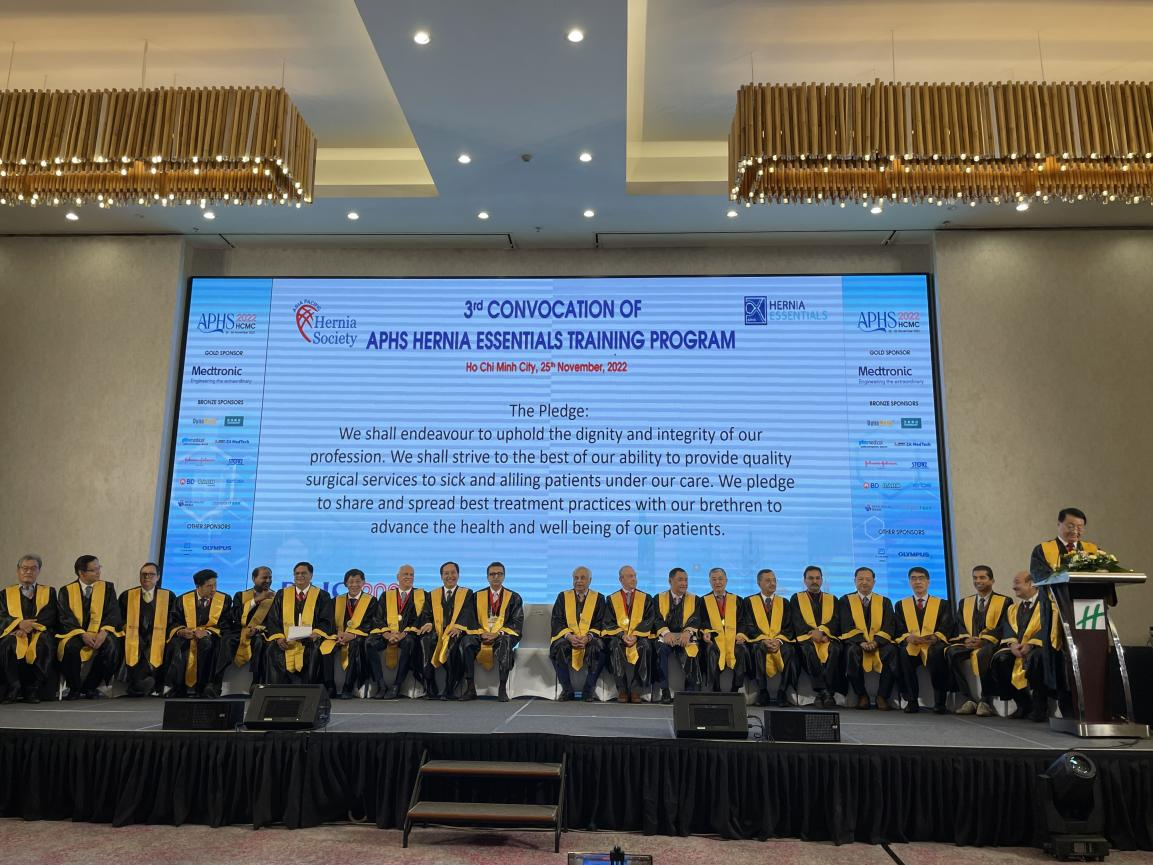 APHS 2022
HCMC
GOLD SPONSOR
Medtronic
Engineering the extraordinary
BRONZE SPONSORS
BD
OTHER SPONSORS
OLYMPUS
ASIA PACIFIC
Hernia
Society
3rd CONVOCATION OF
APHS HERNIA ESSENTIALS TRAINING PROGRAM
Ho Chi Minh City, 25th November, 2022
HERNIA
ESSENTIALS
The Pledge:
We shall endeavour to uphold the dignity and integrity of our
profession. We shall strive to the best of our ability to provide quality
surgical services to sick and aliling patients under our care. We pledge
to share and spread best treatment practices with our brethren to
advance the health and well being of our patients.
APHS 2022
HCMC
GOLD SPONSOR
Medtronic
Engineering the extraordinary
BRONZE SPONSORS
BD
OTHER SPONSORS
OLYMPUS
H